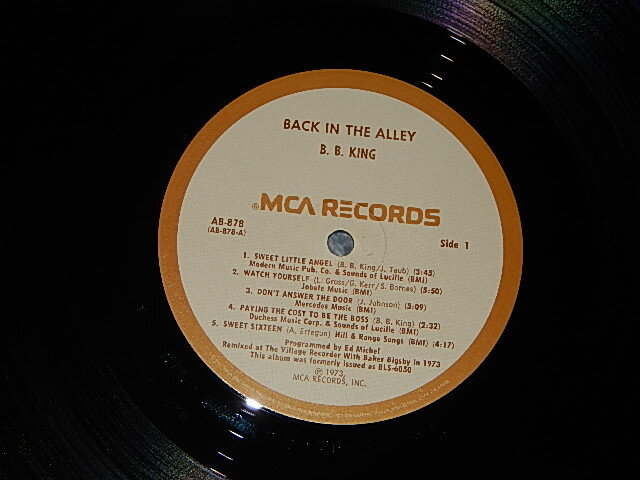 BACK IN THE ALLEY
B. B. KING
®MCA RECORDS
AB-878
(AB-878-A)
Side 1
1. SWEET LITTLE ANGEL (B. B. King/J. Taub) (3:45)
Modern Music Pub. Co. & Sounds of Lucille (BMI)
2. WATCH YOURSELF (L. Gross/G. Kerr/S. Barnes) (5:50)
Jobete Music (BMI)
3. DON'T ANSWER THE DOOR (J. Johnson) (5:09)
Mercedes Music (BMI)
4. PAYING THE COST TO BE THE BOSS (B. B. King) (2:32)
Duchess Music Corp. & Sounds of Lucille (BMI)
5. SWEET SIXTEEN (A. Ertegun) Hill & Range Songs (BMI) (4:17)
Programmed by Ed Michel
Remixed at The Village Recorder With Baker Bigsby in 1973
This album was formerly issued as BLS-6050
℗ 1973,
MCA RECORDS, INC.